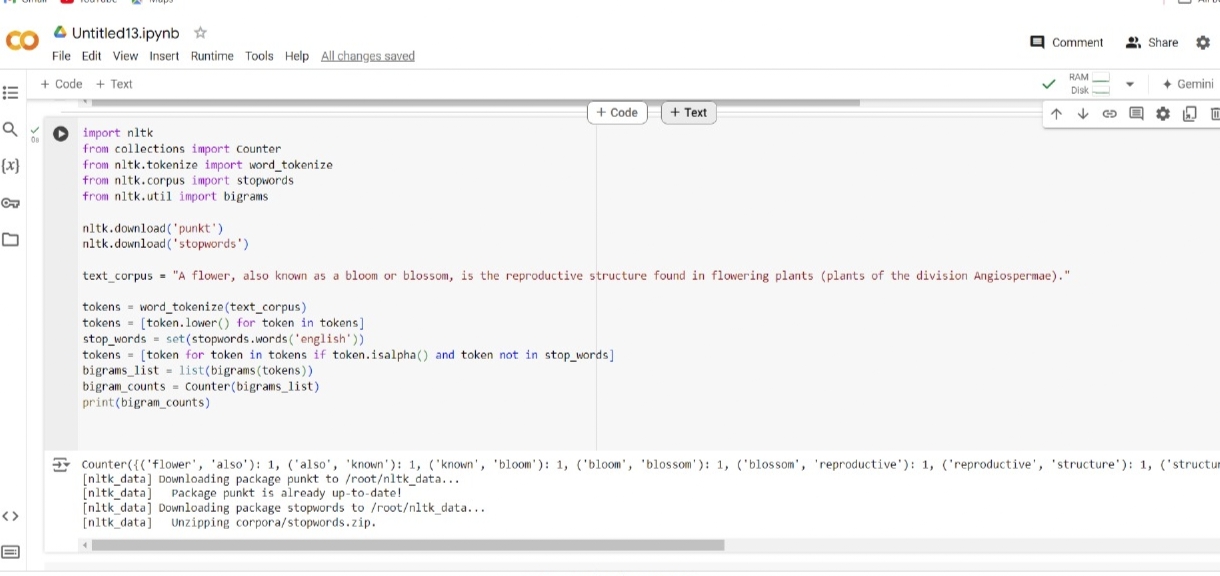 Untitled13.ipynb
File Edit View Insert Runtime Tools Help All changes saved
Comment Share
+ Code + Text
RAM
Disk
Gemini
+ Code + Text
0s
import nltk
from collections import Counter
from nltk.tokenize import word_tokenize
from nltk.corpus import stopwords
from nltk.util import bigrams
nltk.download('punkt')
nltk.download('stopwords')
text_corpus = "A flower, also known as a bloom or blossom, is the reproductive structure found in flowering plants (plants of the division Angiospermae)."
tokens = word_tokenize(text_corpus)
tokens = [token.lower() for token in tokens]
stop_words = set(stopwords.words('english'))
tokens = [token for token in tokens if token.isalpha() and token not in stop_words]
bigrams_list = list(bigrams(tokens))
bigram_counts = Counter(bigrams_list)
print(bigram_counts)
Counter({('flower', 'also'): 1, ('also', 'known'): 1, ('known', 'bloom'): 1, ('bloom', 'blossom'): 1, ('blossom', 'reproductive'): 1, ('reproductive', 'structure'): 1, ('structur
[nltk_data] Downloading package punkt to /root/nltk_data...
[nltk_data]   Package punkt is already up-to-date!
[nltk_data] Downloading package stopwords to /root/nltk_data...
[nltk_data]   Unzipping corpora/stopwords.zip.